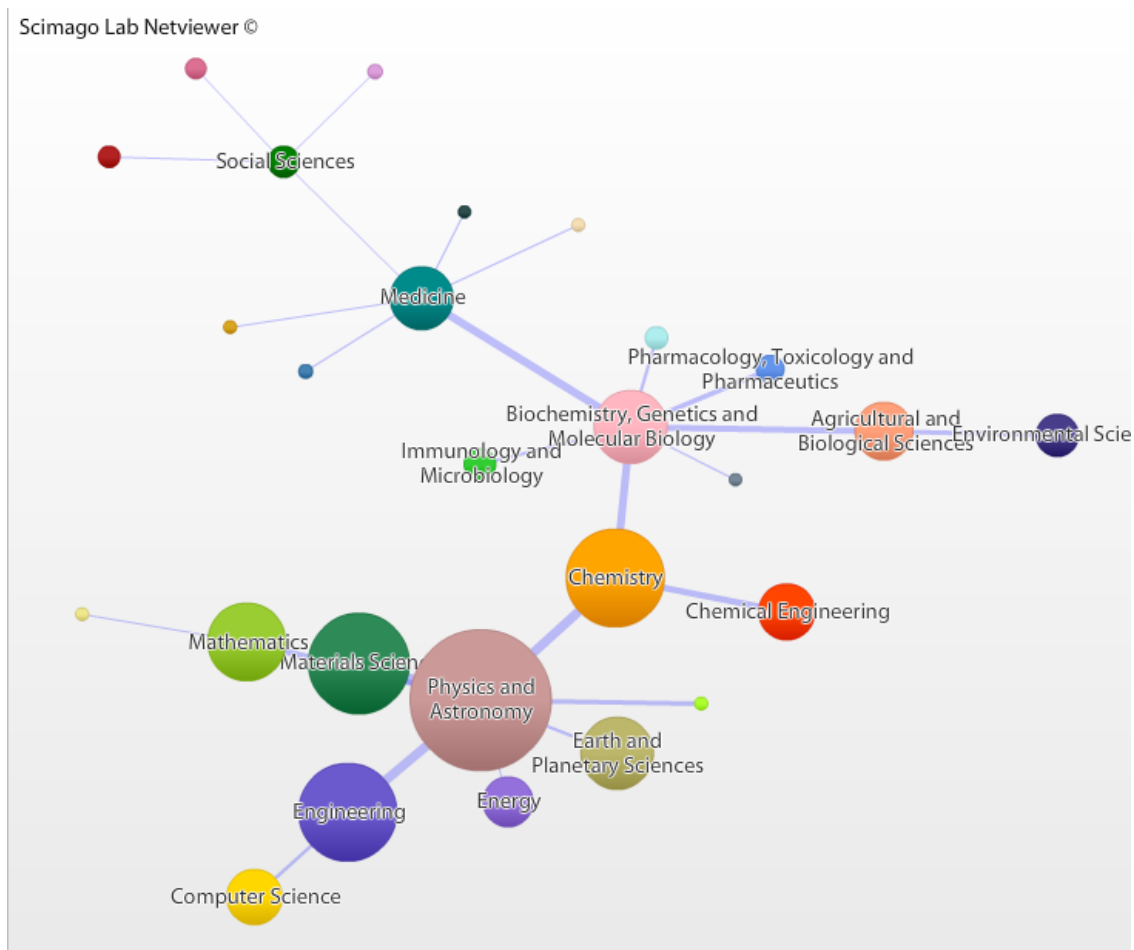 Scimago Lab Netviewer ©
Social Sciences
Medicine
Pharmacology, Toxicology and
Pharmaceutics
Biochemistry, Genetics and
Molecular Biology
Agricultural and
Biological Sciences
Environmental Scie
Immunology and
Microbiology
Chemistry
Chemical Engineering
Mathematics
Materials Scien
Physics and
Astronomy
Earth and
Planetary Sciences
Energy
Engineering
Computer Science